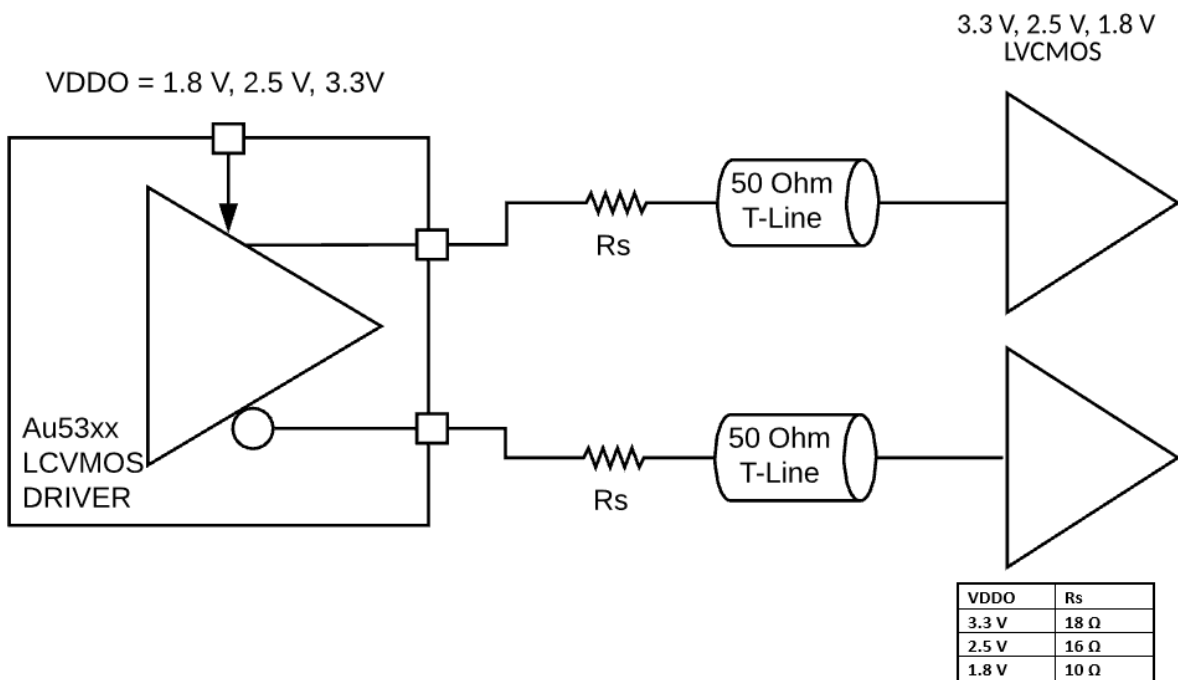 3.3 V, 2.5 V, 1.8 V
LVCMOS
VDDO = 1.8 V, 2.5 V, 3.3V
50 Ohm
T-Line
Rs
Au53xx
LCVMOS
DRIVER
50 Ohm
T-Line
Rs
VDDO Rs
3.3 V 18 Ω
2.5 V 16 Ω
1.8 V 10 Ω